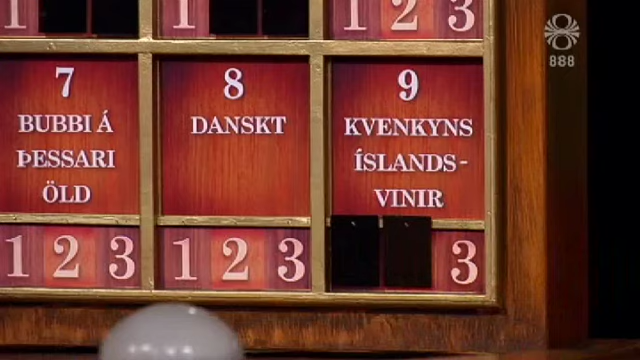 1 1 2 3
888
7 8 9
BUBBI Á
ÞESSARI
ÖLD
DANSKT
KVENKYNS
ÍSLANDS-
VINIR
1 2 3 1 2 3 3